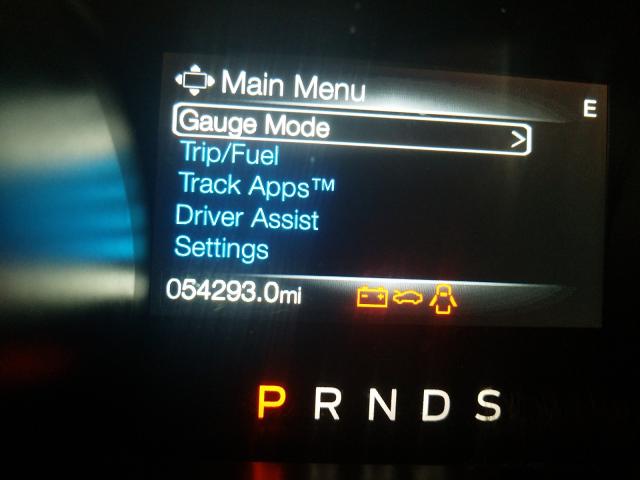 Main Menu
E
Gauge Mode >
Trip/Fuel
Track Apps™
Driver Assist
Settings
054293.0mi
P R N D S